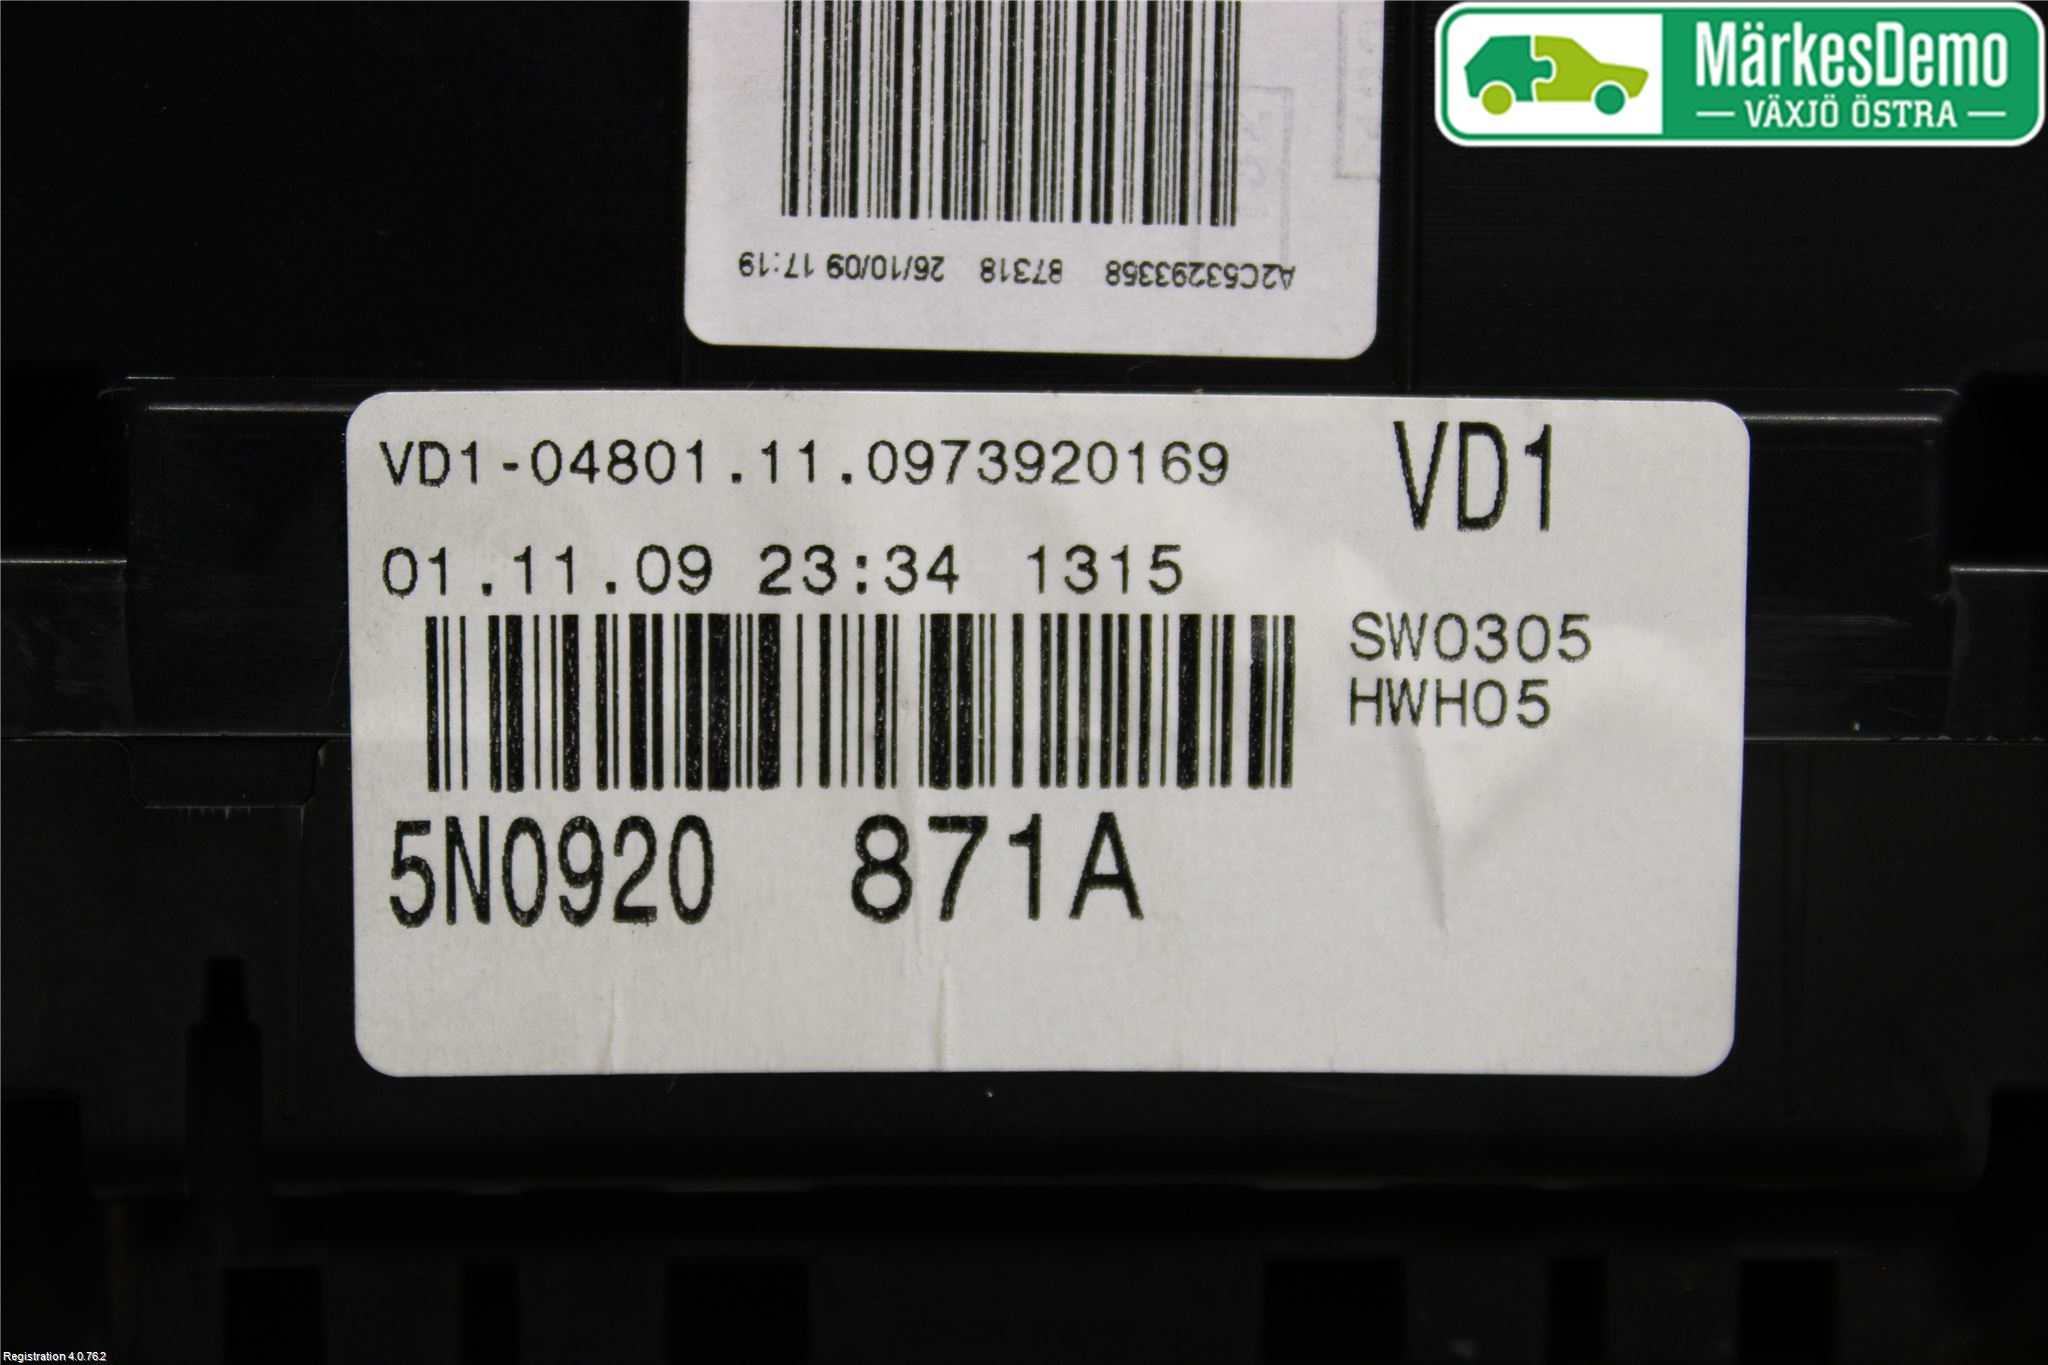 MärkesDemo
— VÄXJÖ ÖSTRA —
A2C53293358 87318 26/10/09 17:19
VD1-04801.11.0973920169
VD1
01.11.09 23:34 1315
SW0305
HWH05
5N0920 871A
Registration 4.0.76.2